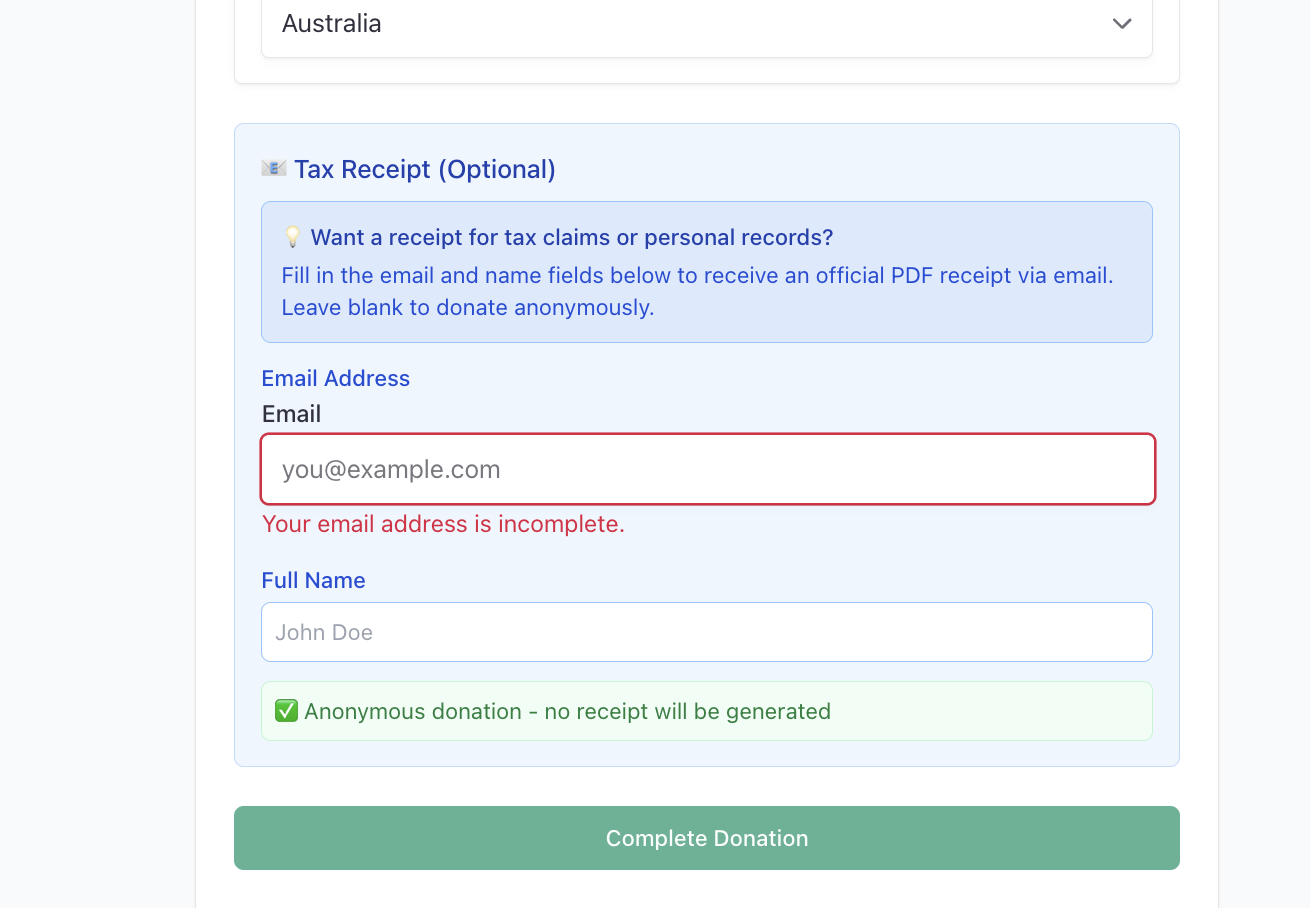 Australia
📧 Tax Receipt (Optional)
💡 Want a receipt for tax claims or personal records?
Fill in the email and name fields below to receive an official PDF receipt via email.
Leave blank to donate anonymously.
Email Address
Email
you@example.com
Your email address is incomplete.
Full Name
John Doe
✅ Anonymous donation - no receipt will be generated
Complete Donation